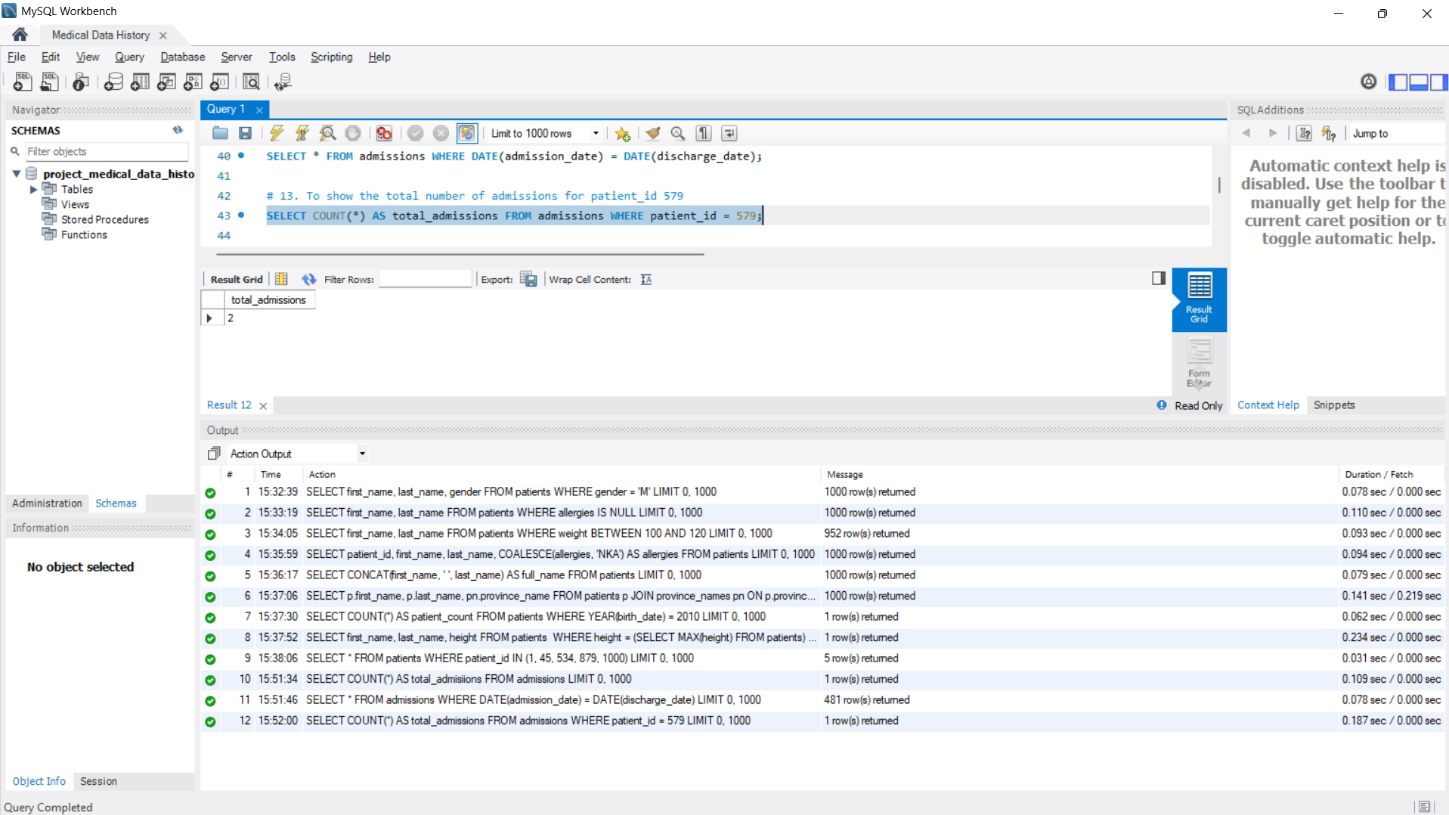 MySQL Workbench
Medical Data History
File Edit View Query Database Server Tools Scripting Help
Navigator
SCHEMAS
Filter objects
project_medical_data_histo
Tables
Views
Stored Procedures
Functions
Administration Schemas
Information
No object selected
Object Info Session
Query Completed
Query 1
Limit to 1000 rows
40 SELECT * FROM admissions WHERE DATE(admission_date) = DATE(discharge_date);
41
42 # 13. To show the total number of admissions for patient_id 579
43 SELECT COUNT(*) AS total_admissions FROM admissions WHERE patient_id = 579;
44
Result Grid Filter Rows: Export: Wrap Cell Content:
total_admissions
2
Result Grid
Form Editor
Result 12 Read Only
SQLAdditions
Jump to
Automatic context help is
disabled. Use the toolbar t
manually get help for the
current caret position or to
toggle automatic help.
Context Help Snippets
Output
Action Output
# Time Action Message Duration / Fetch
1 15:32:39 SELECT first_name, last_name, gender FROM patients WHERE gender = 'M' LIMIT 0, 1000 1000 row(s) returned 0.078 sec / 0.000 sec
2 15:33:19 SELECT first_name, last_name FROM patients WHERE allergies IS NULL LIMIT 0, 1000 1000 row(s) returned 0.110 sec / 0.000 sec
3 15:34:05 SELECT first_name, last_name FROM patients WHERE weight BETWEEN 100 AND 120 LIMIT 0, 1000 952 row(s) returned 0.093 sec / 0.000 sec
4 15:35:59 SELECT patient_id, first_name, last_name, COALESCE(allergies, 'NKA') AS allergies FROM patients LIMIT 0, 1000 1000 row(s) returned 0.094 sec / 0.000 sec
5 15:36:17 SELECT CONCAT(first_name, ' ', last_name) AS full_name FROM patients LIMIT 0, 1000 1000 row(s) returned 0.079 sec / 0.000 sec
6 15:37:06 SELECT p.first_name, p.last_name, pn.province_name FROM patients p JOIN province_names pn ON p.provinc... 1000 row(s) returned 0.141 sec / 0.219 sec
7 15:37:30 SELECT COUNT(*) AS patient_count FROM patients WHERE YEAR(birth_date) = 2010 LIMIT 0, 1000 1 row(s) returned 0.062 sec / 0.000 sec
8 15:37:52 SELECT first_name, last_name, height FROM patients WHERE height = (SELECT MAX(height) FROM patients) ... 1 row(s) returned 0.234 sec / 0.000 sec
9 15:38:06 SELECT * FROM patients WHERE patient_id IN (1, 45, 534, 879, 1000) LIMIT 0, 1000 5 row(s) returned 0.031 sec / 0.000 sec
10 15:51:34 SELECT COUNT(*) AS total_admisiions FROM admissions LIMIT 0, 1000 1 row(s) returned 0.109 sec / 0.000 sec
11 15:51:46 SELECT * FROM admissions WHERE DATE(admission_date) = DATE(discharge_date) LIMIT 0, 1000 481 row(s) returned 0.078 sec / 0.000 sec
12 15:52:00 SELECT COUNT(*) AS total_admissions FROM admissions WHERE patient_id = 579 LIMIT 0, 1000 1 row(s) returned 0.187 sec / 0.000 sec